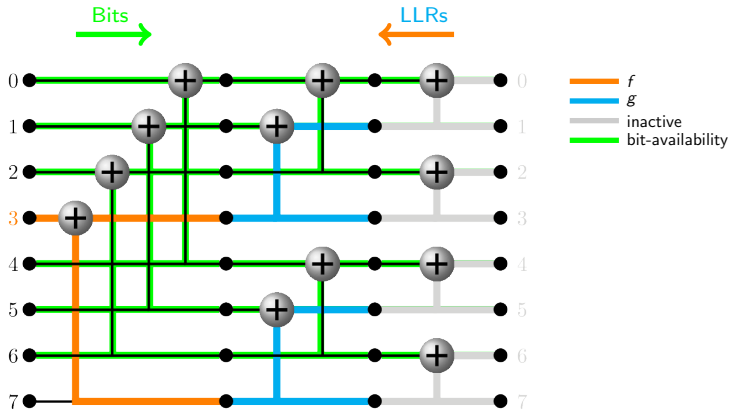 Bits
LLRs
0 0
1 1
2 2
3 3
4 4
5 5
6 6
7 7
f
g
inactive
bit-availability